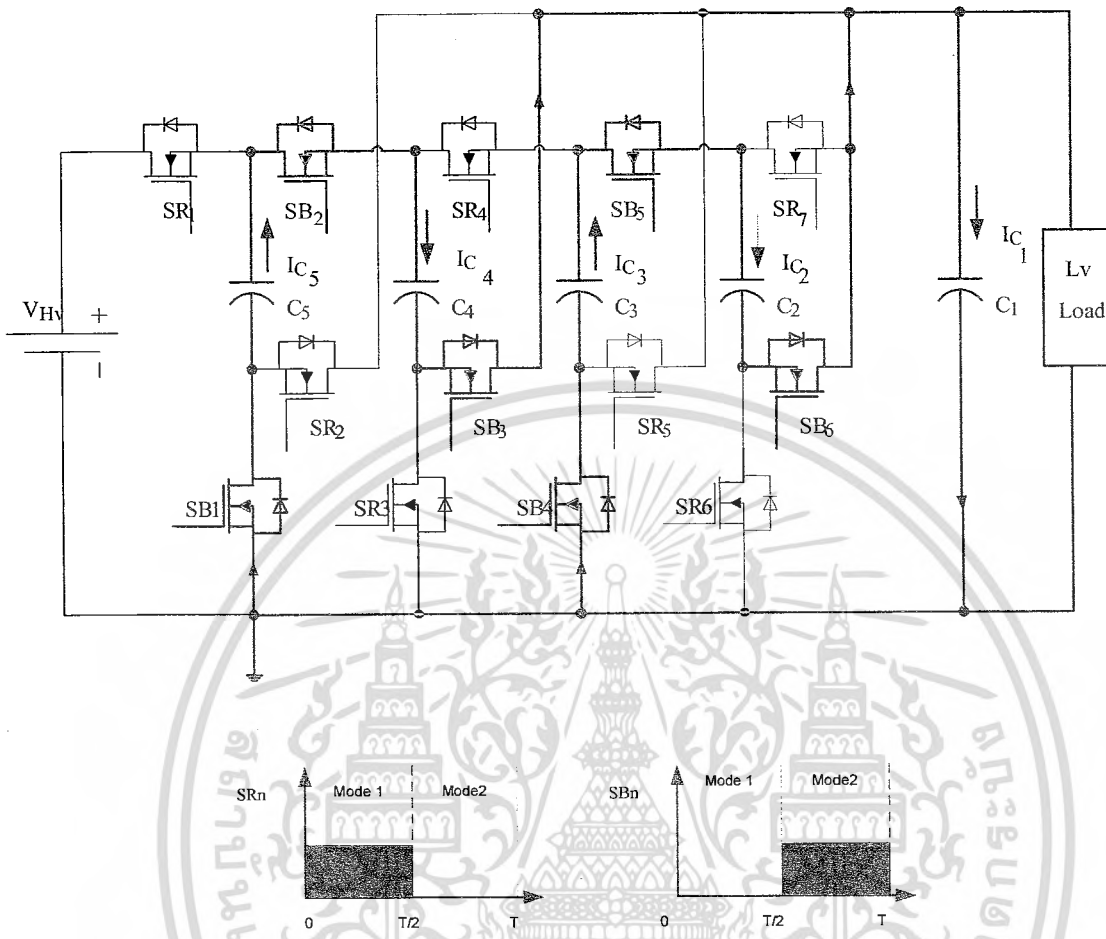 SR1
SB2
SR4
SB5
SR7
IC5
IC4
IC3
IC2
IC1
VHv
+
C5
C4
C3
C2
C1
Lv
Load
SR2
SB3
SR5
SB6
SB1
SR3
SB4
SR6
SRn
Mode 1
Mode2
0
T/2
T
SBn
Mode 1
Mode2
0
T/2
T